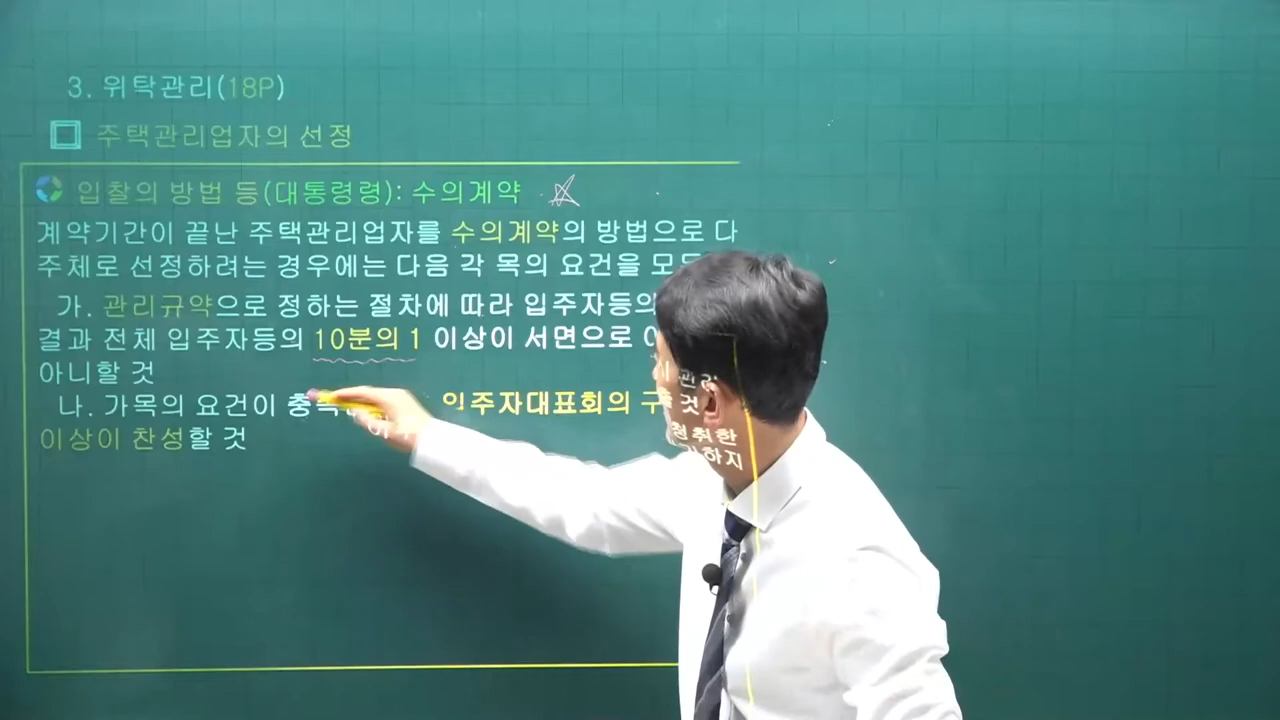 3. 위탁관리(18P)
주택관리업자의 선정
입찰의 방법 등(대통령령): 수의계약
계약기간이 끝난 주택관리업자를 수의계약의 방법으로 다
주체로 선정하려는 경우에는 다음 각 목의 요건을 모두
가. 관리규약으로 정하는 절차에 따라 입주자등의
결과 전체 입주자등의 10분의 1 이상이 서면으로
아니할 것
나. 가목의 요건이 입주자대표회의
이상이 찬성할 것